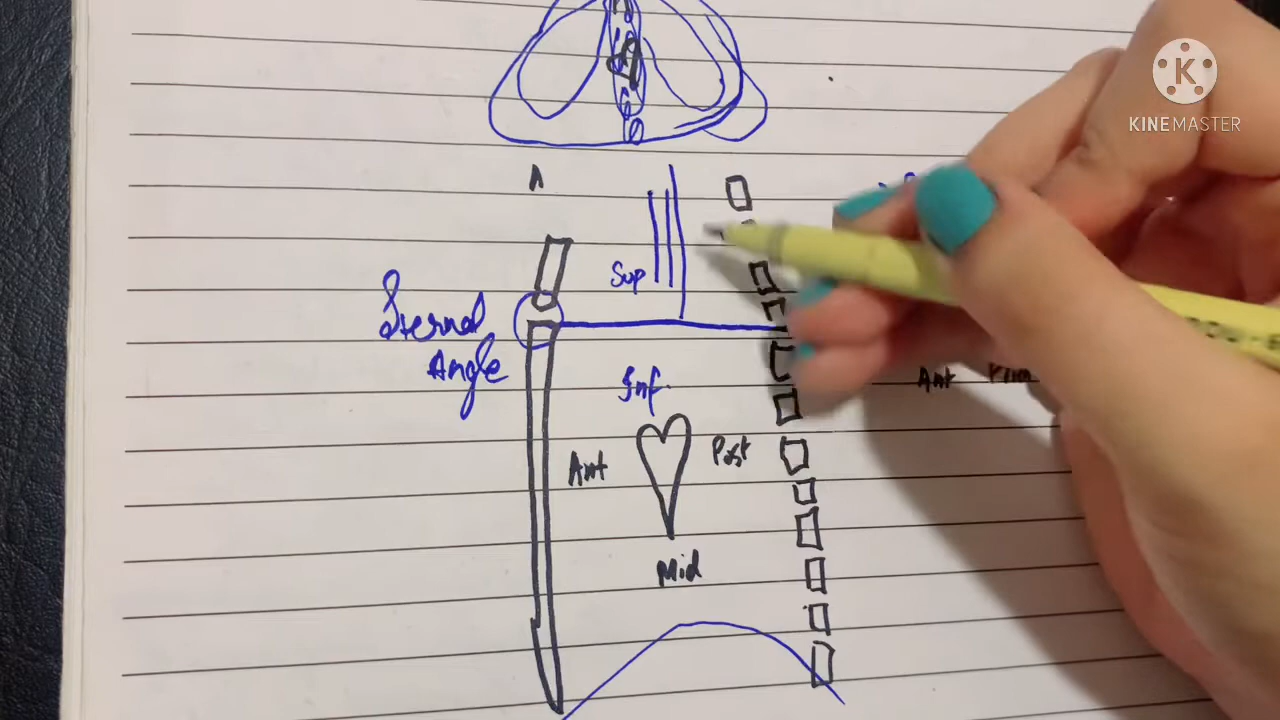 K
KINEMASTER
A
Sup
Sternal
Angle
Inf.
Ant
Ant
Post
Mid